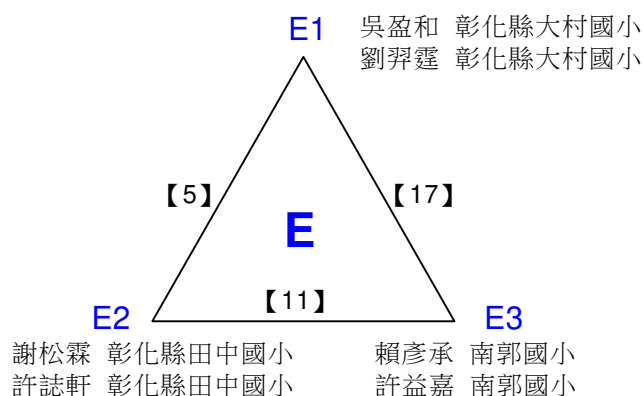 E1
吳盈和 彰化縣大村國小
劉羿霆 彰化縣大村國小
【5】
【17】
E
【11】
E2
E3
謝松霖 彰化縣田中國小
許誌軒 彰化縣田中國小
賴彥承 南郭國小
許益嘉 南郭國小